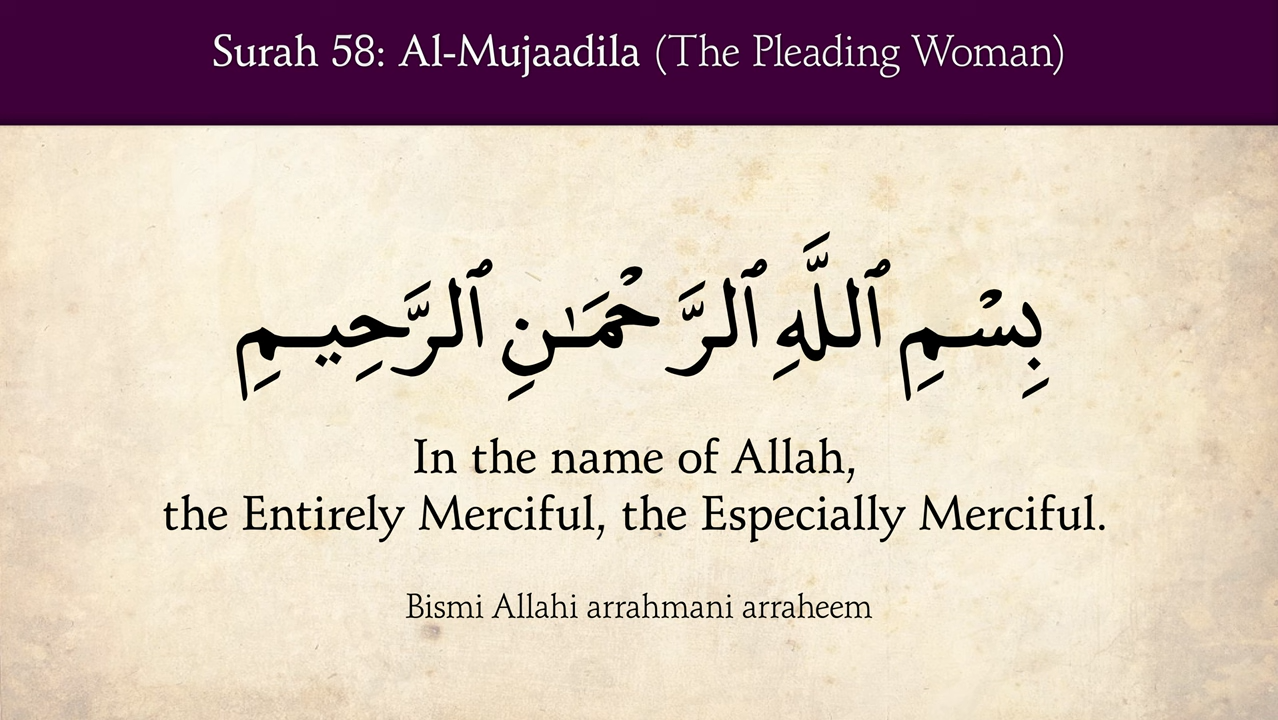 Surah 58: Al-Mujaadila (The Pleading Woman)
بِسْمِ ٱللَّهِ ٱلرَّحْمَـٰنِ ٱلرَّحِيـمِ
In the name of Allah,
the Entirely Merciful, the Especially Merciful.
Bismi Allahi arrahmani arraheem